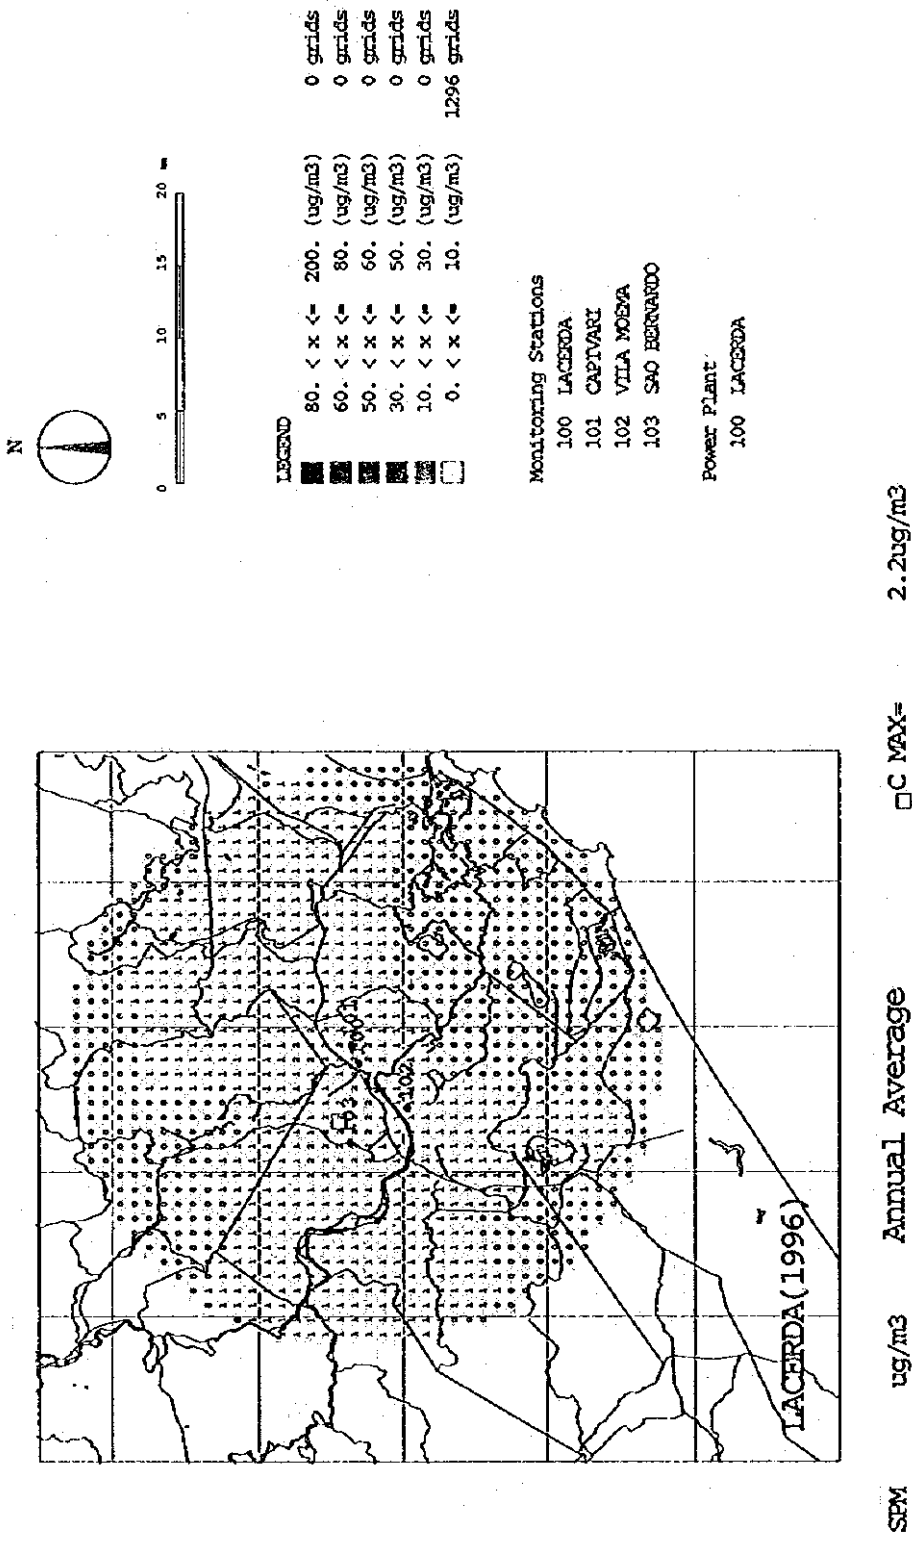 N
0 5 10 15 20
LEGEND
80. < x <= 200. (ug/m3) 0 grids
60. < x <= 80. (ug/m3) 0 grids
50. < x <= 60. (ug/m3) 0 grids
30. < x <= 50. (ug/m3) 0 grids
10. < x <= 30. (ug/m3) 0 grids
0. < x <= 10. (ug/m3) 1296 grids
Monitoring Stations
100 LACERDA
101 CAPIVARI
102 VILA MOEMA
103 SAO BERNARDO
Power Plant
100 LACERDA
103
102
LACERDA(1996)
SPM ug/m3 Annual Average □C MAX= 2.2ug/m3